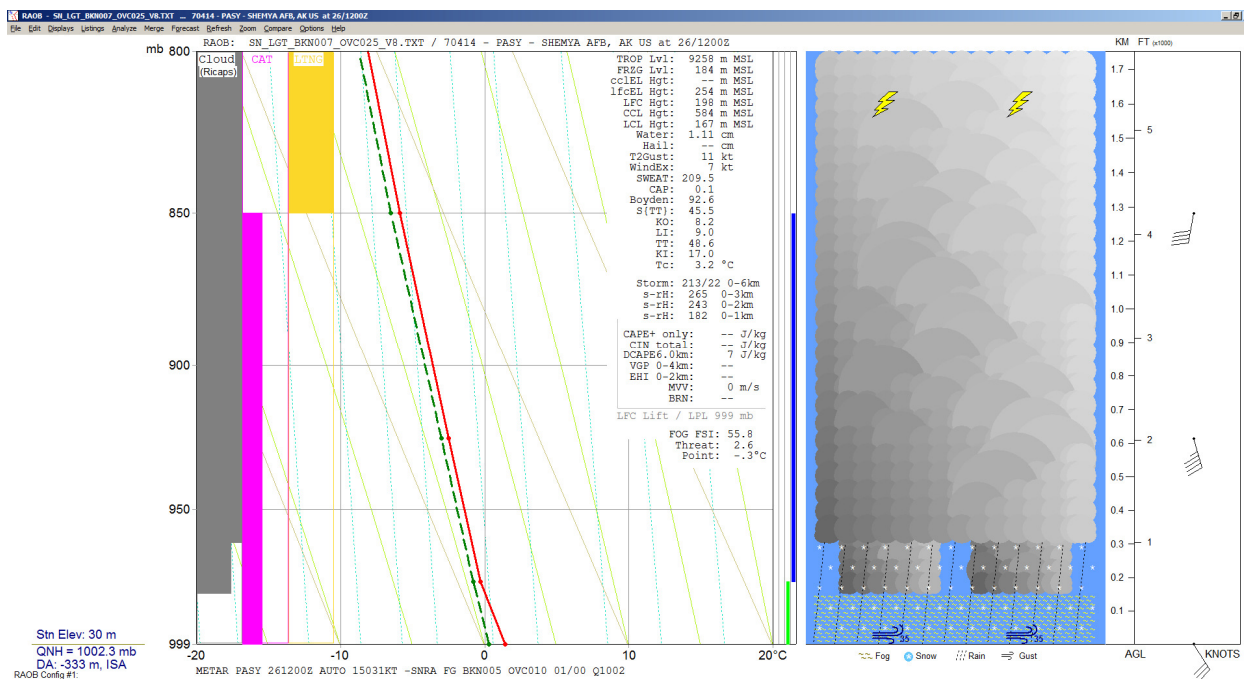 RAOB - SN_LGT_BKN007_OVC025_V8.TXT ... 70414 - PASY - SHEMYA AFB, AK US at 26/1200Z
File Edit Displays Listings Analyze Merge Forecast Refresh Zoom Compare Options Help
mb
RAOB: SN_LGT_BKN007_OVC025_V8.TXT / 70414 - PASY - SHEMYA AFB, AK US at 26/1200Z
KM FT (x1000)
800
850
900
950
999
Cloud
(Ricaps)
CAT
LTNG
TROP Lvl: 9258 m MSL
FRZG Lvl: 184 m MSL
cclEL Hgt: -- m MSL
lfcEL Hgt: 254 m MSL
LFC Hgt: 198 m MSL
CCL Hgt: 584 m MSL
LCL Hgt: 167 m MSL
Water: 1.11 cm
Hail: -- cm
T2Gust: 11 kt
WindEx: 7 kt
SWEAT: 209.5
CAP: 0.1
Boyden: 92.6
S{TT}: 45.5
KO: 8.2
LI: 9.0
TT: 48.6
KI: 17.0
Tc: 3.2 °C
Storm: 213/22 0-6km
s-rH: 265 0-3km
s-rH: 243 0-2km
s-rH: 182 0-1km
CAPE+ only: -- J/kg
CIN total: -- J/kg
DCAPE6.0km: 7 J/kg
VGP 0-4km: --
EHI 0-2km: --
MVV: 0 m/s
BRN: --
LFC Lift / LPL 999 mb
FOG FSI: 55.8
Threat: 2.6
Point: -.3°C
1.7
1.6
1.5
1.4
1.3
1.2
1.1
1.0
0.9
0.8
0.7
0.6
0.5
0.4
0.3
0.2
0.1
5
4
3
2
1
35
35
-20
-10
0
10
20°C
Fog Snow Rain Gust
AGL
KNOTS
Stn Elev: 30 m
QNH = 1002.3 mb
DA: -333 m, ISA
RAOB Config #1:
METAR PASY 261200Z AUTO 15031KT -SNRA FG BKN005 OVC010 01/00 Q1002